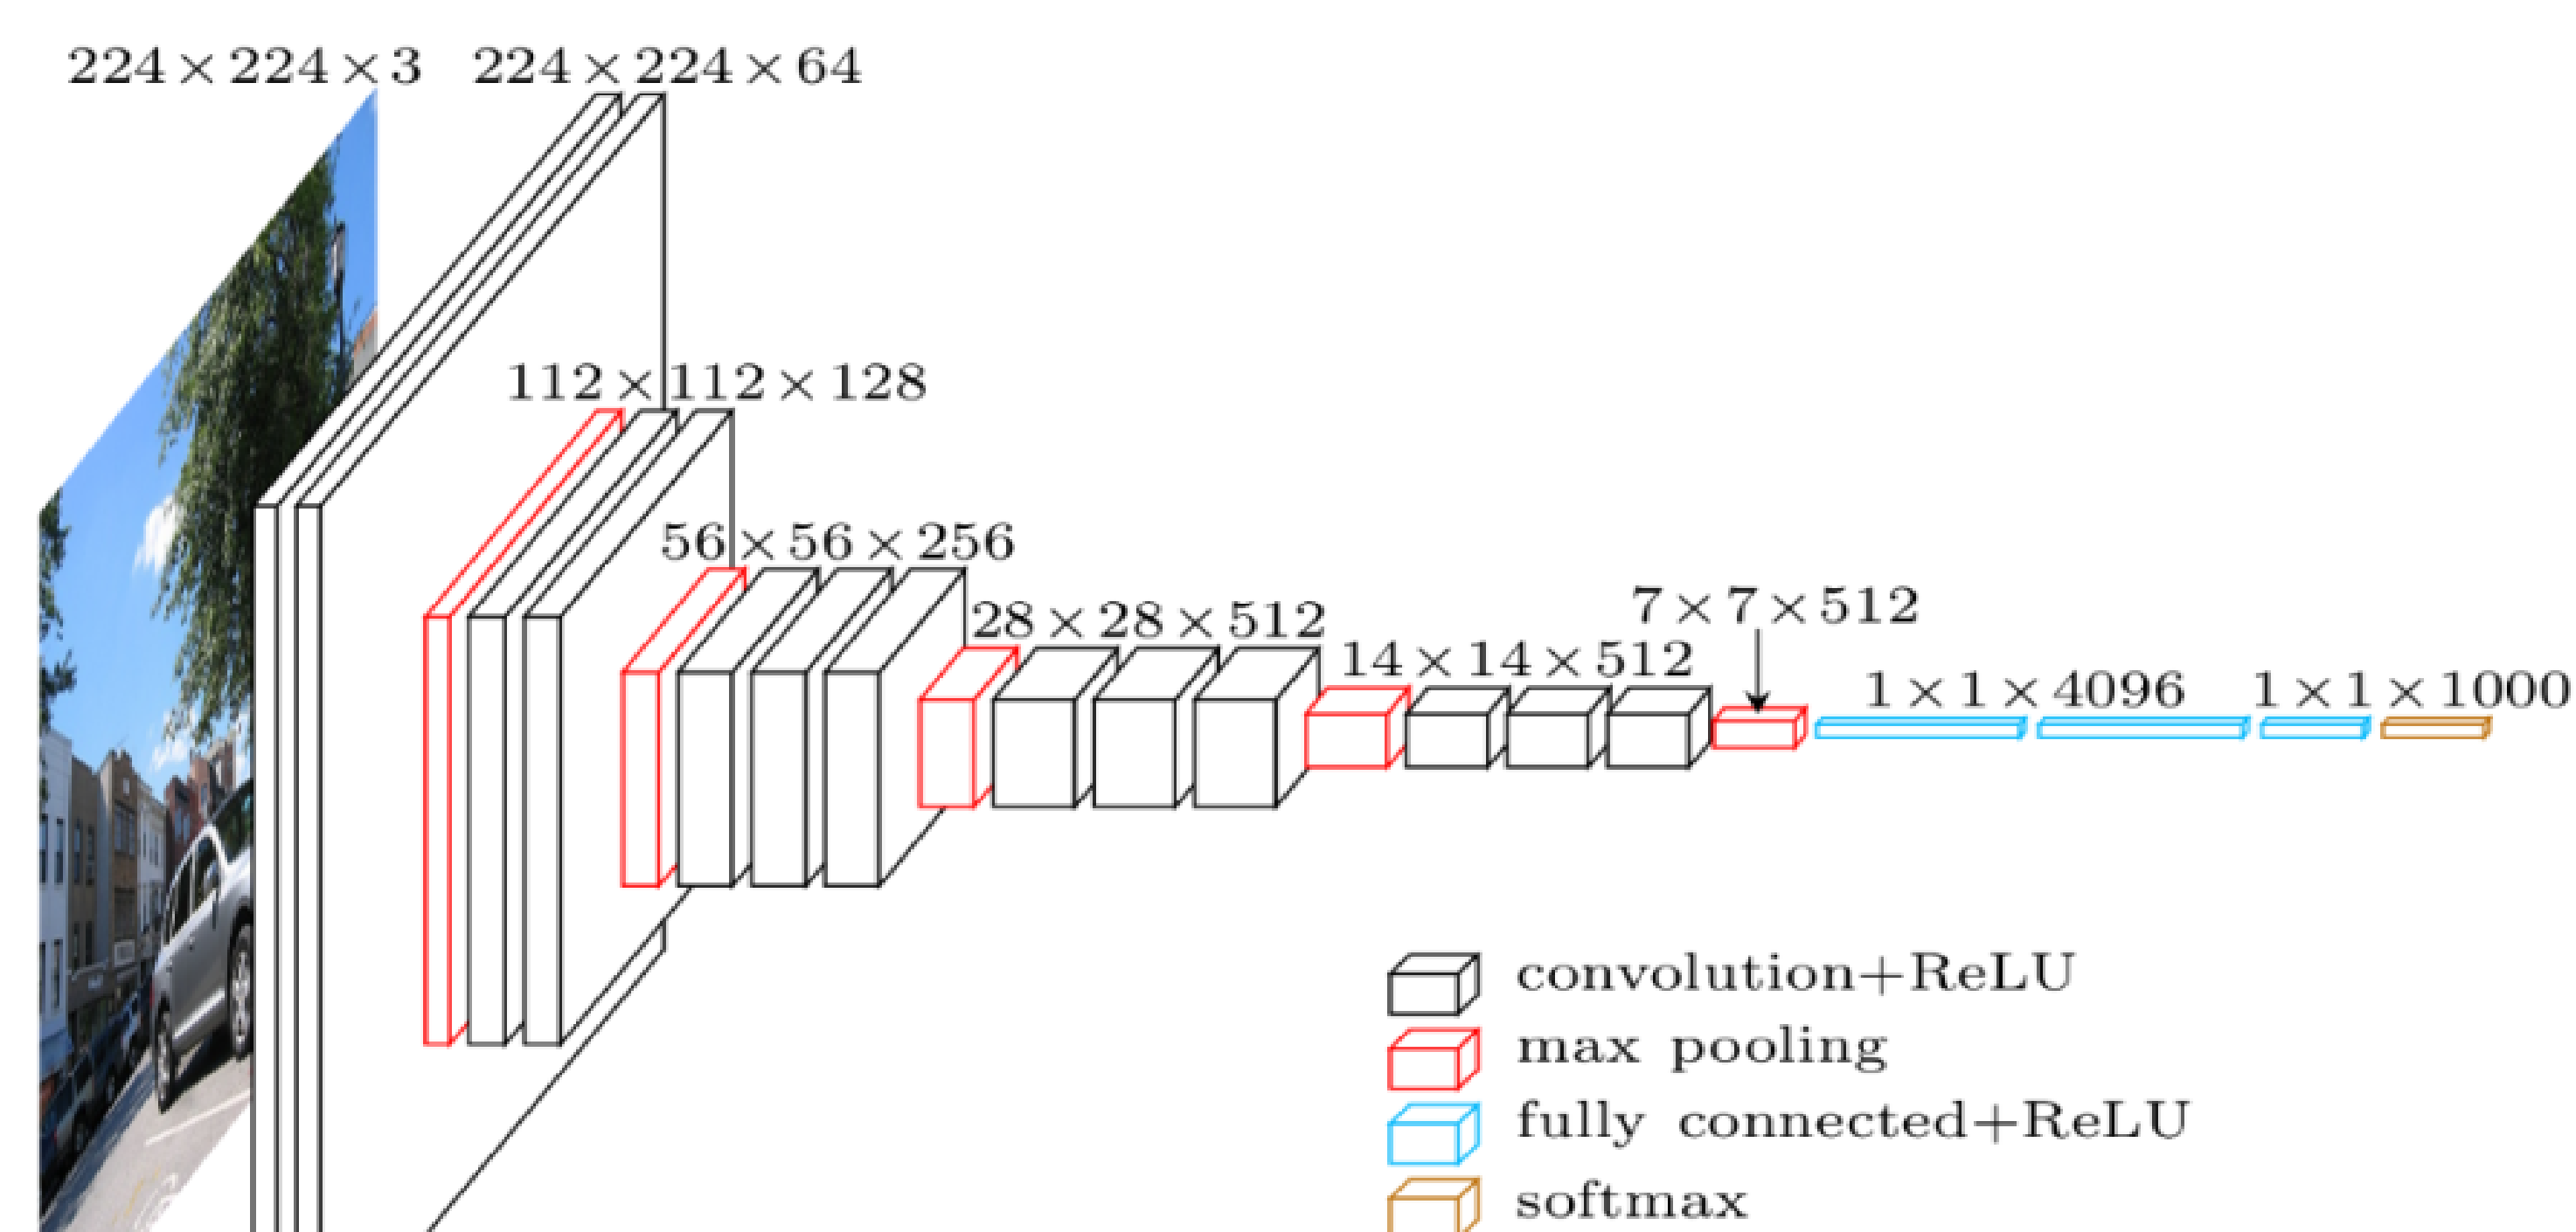 224×224×3
224×224×64
112×112×128
56×56×256
28×28×512
14×14×512
7×7×512
1×1×4096
1×1×1000
convolution+ReLU
max pooling
fully connected+ReLU
softmax